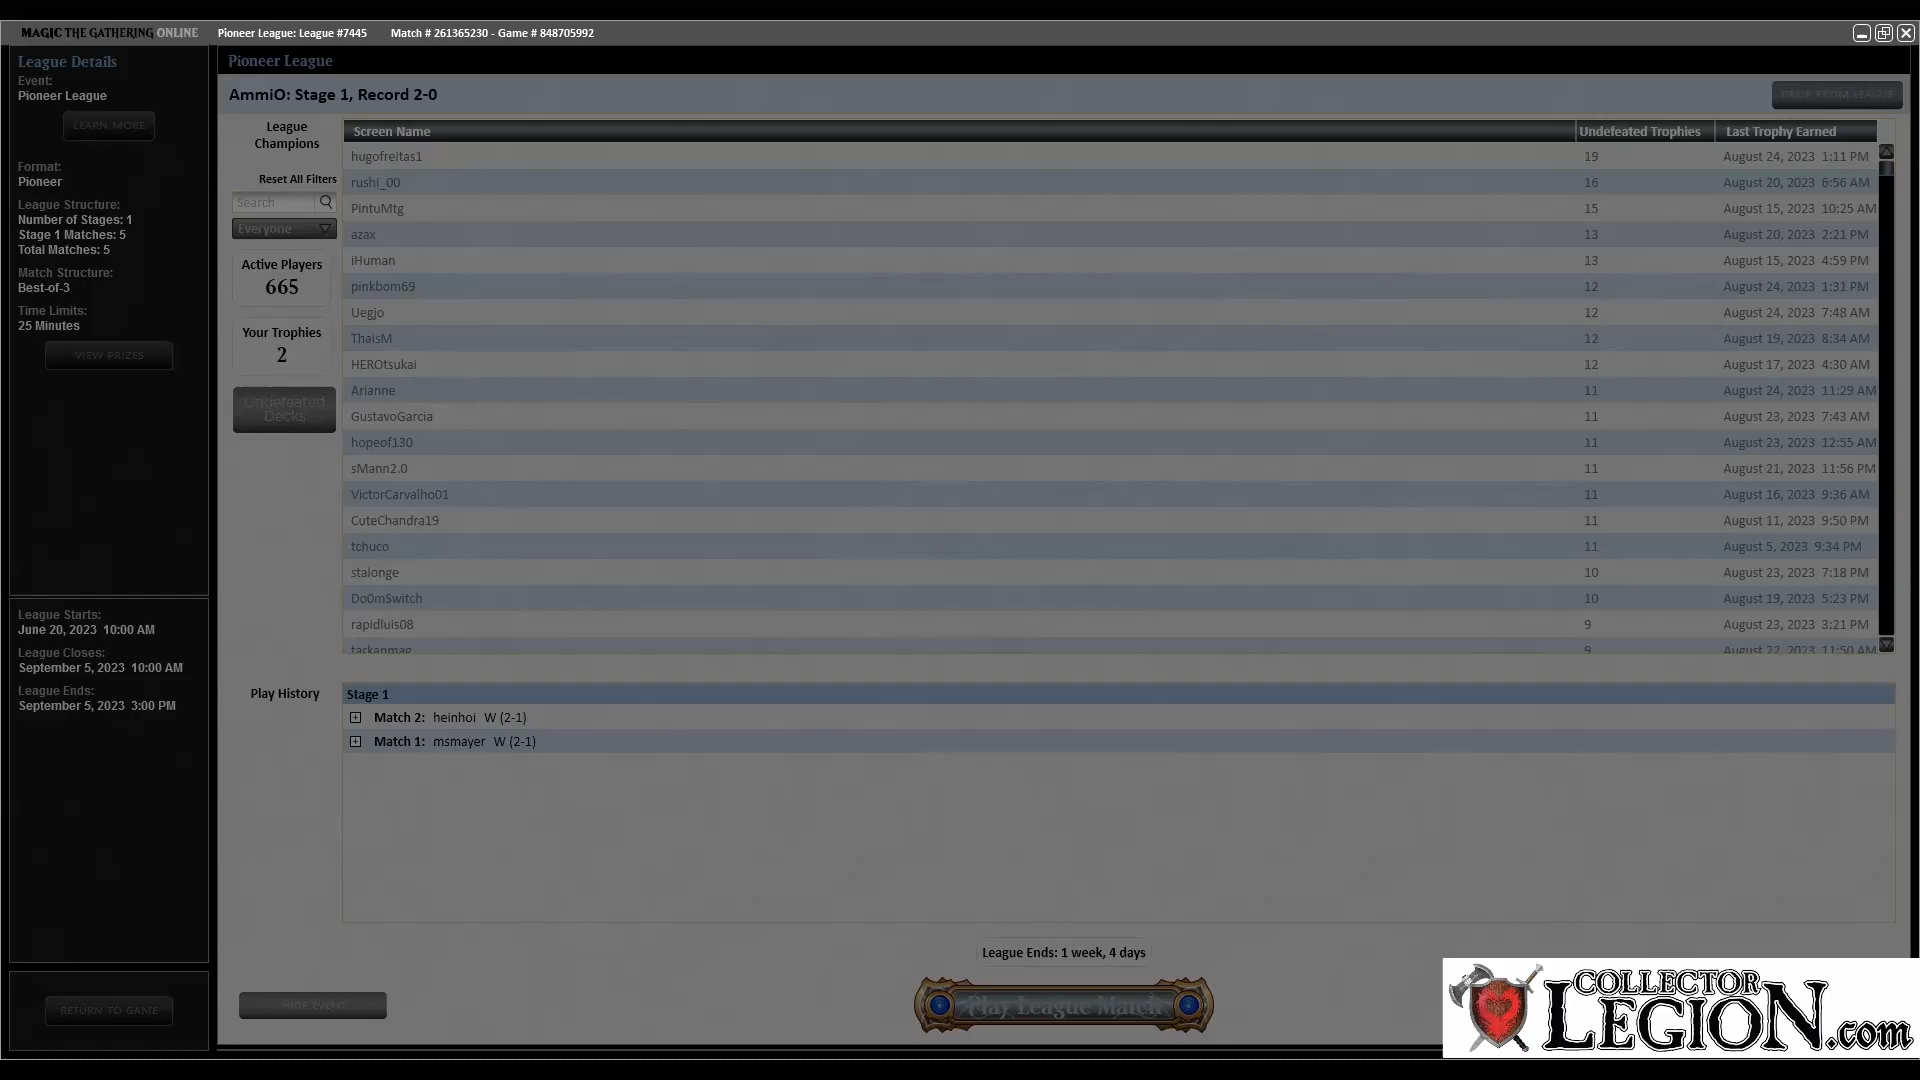 MAGIC THE GATHERING ONLINE Pioneer League: League #7445 Match # 261365230 - Game # 848705992
League Details
Event:
Pioneer League
LEARN MORE
Format:
Pioneer
League Structure:
Number of Stages: 1
Stage 1 Matches: 5
Total Matches: 5
Match Structure:
Best-of-3
Time Limits:
25 Minutes
VIEW PRIZES
League Starts:
June 20, 2023 10:00 AM
League Closes:
September 5, 2023 10:00 AM
League Ends:
September 5, 2023 3:00 PM
RETURN TO GAME
Pioneer League
AmmiO: Stage 1, Record 2-0
DROP FROM LEAGUE
League
Champions
Reset All Filters
Search
Everyone
Active Players
665
Your Trophies
2
Undefeated
Decks
Screen Name Undefeated Trophies Last Trophy Earned
hugofreitas1 19 August 24, 2023 1:11 PM
rushi_00 16 August 20, 2023 6:56 AM
PintuMtg 15 August 15, 2023 10:25 AM
azax 13 August 20, 2023 2:21 PM
iHuman 13 August 15, 2023 4:59 PM
pinkbom69 12 August 24, 2023 1:31 PM
Uegjo 12 August 24, 2023 7:48 AM
ThaisM 12 August 19, 2023 8:34 AM
HEROtsukai 12 August 17, 2023 4:30 AM
Arianne 11 August 24, 2023 11:29 AM
GustavoGarcia 11 August 23, 2023 7:43 AM
hopeof130 11 August 23, 2023 12:55 AM
sMann2.0 11 August 21, 2023 11:56 PM
VictorCarvalho01 11 August 16, 2023 9:36 AM
CuteChandra19 11 August 11, 2023 9:50 PM
tchuco 11 August 5, 2023 9:34 PM
stalonge 10 August 23, 2023 7:18 PM
Do0mSwitch 10 August 19, 2023 5:23 PM
rapidluis08 9 August 23, 2023 3:21 PM
tarkanmag 9 August 22, 2023 11:50 AM
Play History
Stage 1
Match 2: heinhoi W (2-1)
Match 1: msmayer W (2-1)
League Ends: 1 week, 4 days
HIDE EVENT
Play League Match
COLLECTOR
LEGION.com